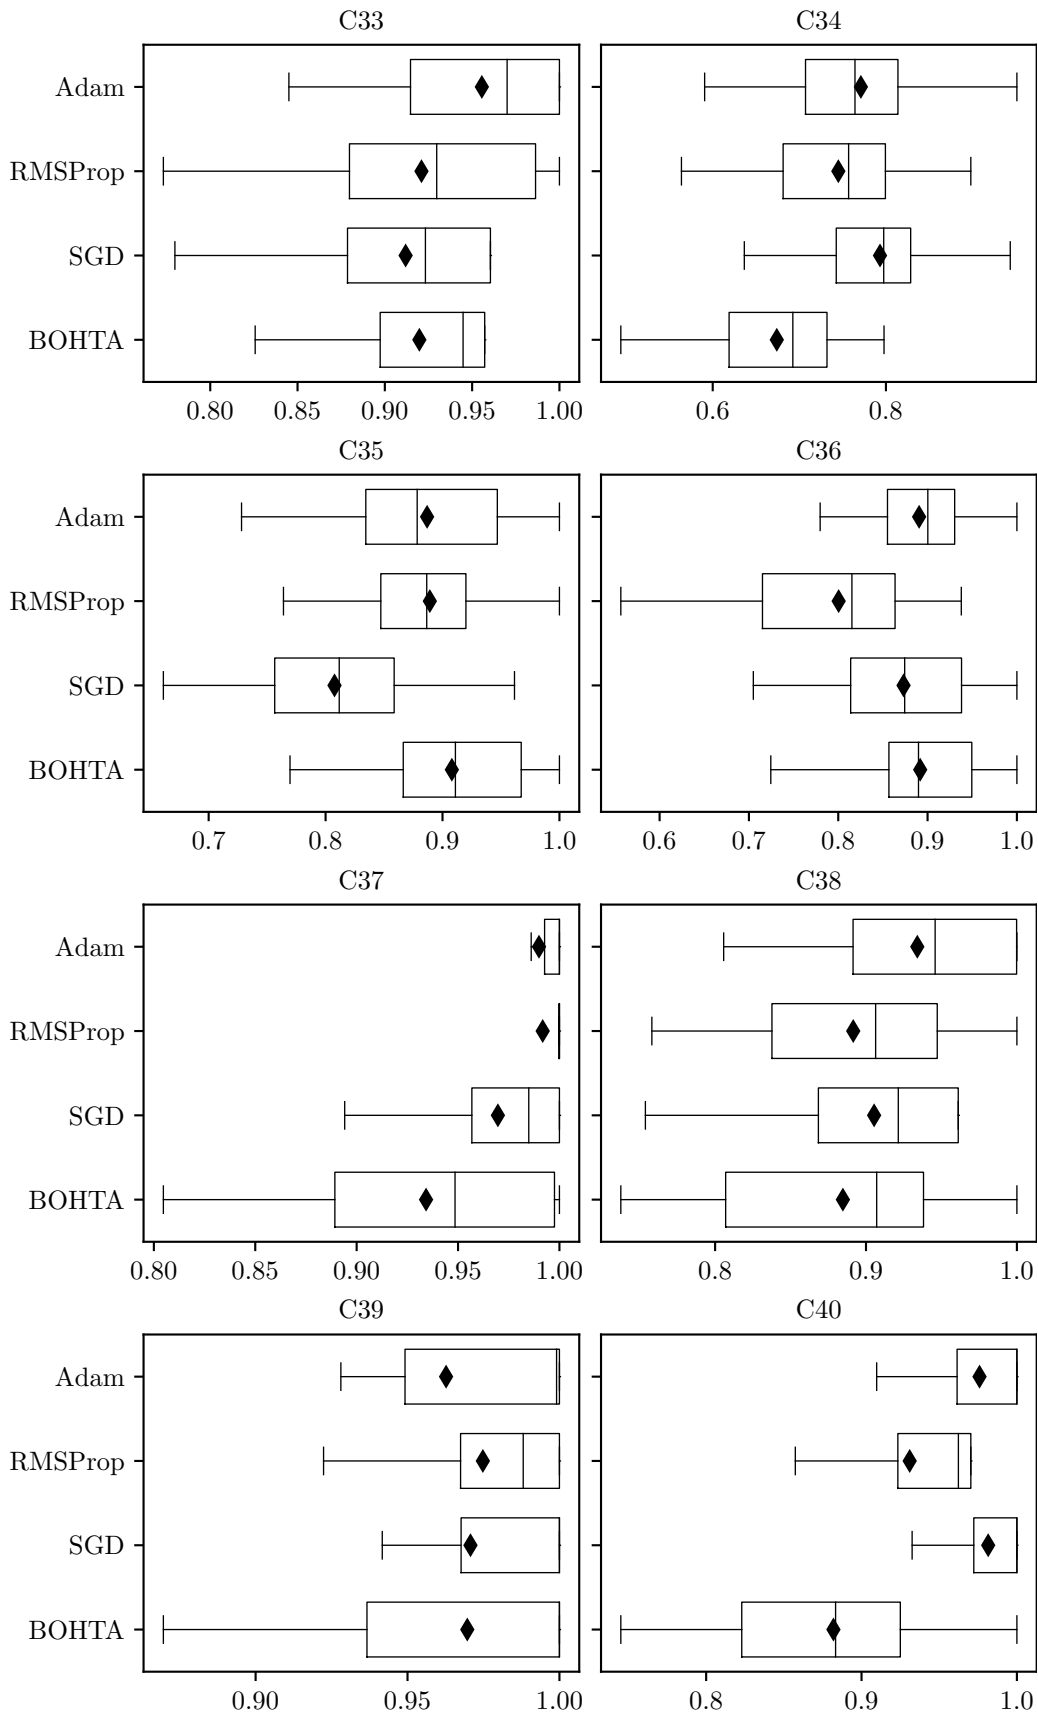 C33 C34
Adam
RMSProp
SGD
BOHTA
0.80 0.85 0.90 0.95 1.00 0.6 0.8
C35 C36
Adam
RMSProp
SGD
BOHTA
0.7 0.8 0.9 1.0 0.6 0.7 0.8 0.9 1.0
C37 C38
Adam
RMSProp
SGD
BOHTA
0.80 0.85 0.90 0.95 1.00 0.8 0.9 1.0
C39 C40
Adam
RMSProp
SGD
BOHTA
0.90 0.95 1.00 0.8 0.9 1.0